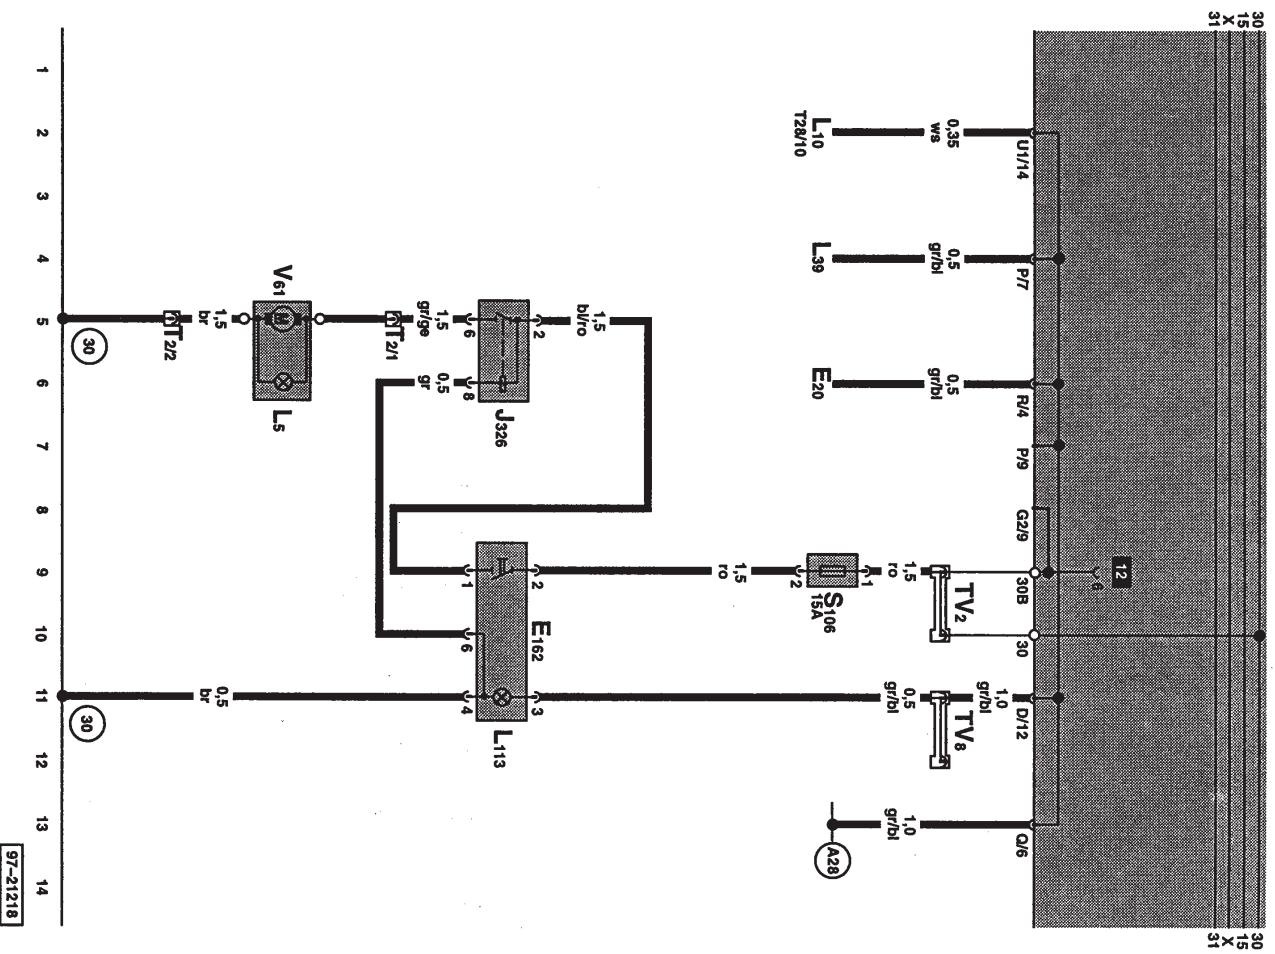 30
15
X
31
U1/14
P/7
R/4
P/9
G2/9
30B
30
D/12
Q/6
12
6
30
15
X
31
0,35
ws
L10
T28/10
0,5
gr/bl
L39
0,5
gr/bl
E20
1,5
ro
TV2
1,0
gr/bl
0,5
gr/bl
TV8
1,0
gr/bl
A28
1
2
S106
15A
1,5
ro
1,5
bl/ro
2
6
8
J326
1,5
gr/ge
0,5
gr
2
1
E162
6
3
4
L113
T2/1
V61
M
L5
1,5
br
T2/2
0,5
br
30
30
1
2
3
4
5
6
7
8
9
10
11
12
13
14
97-21218